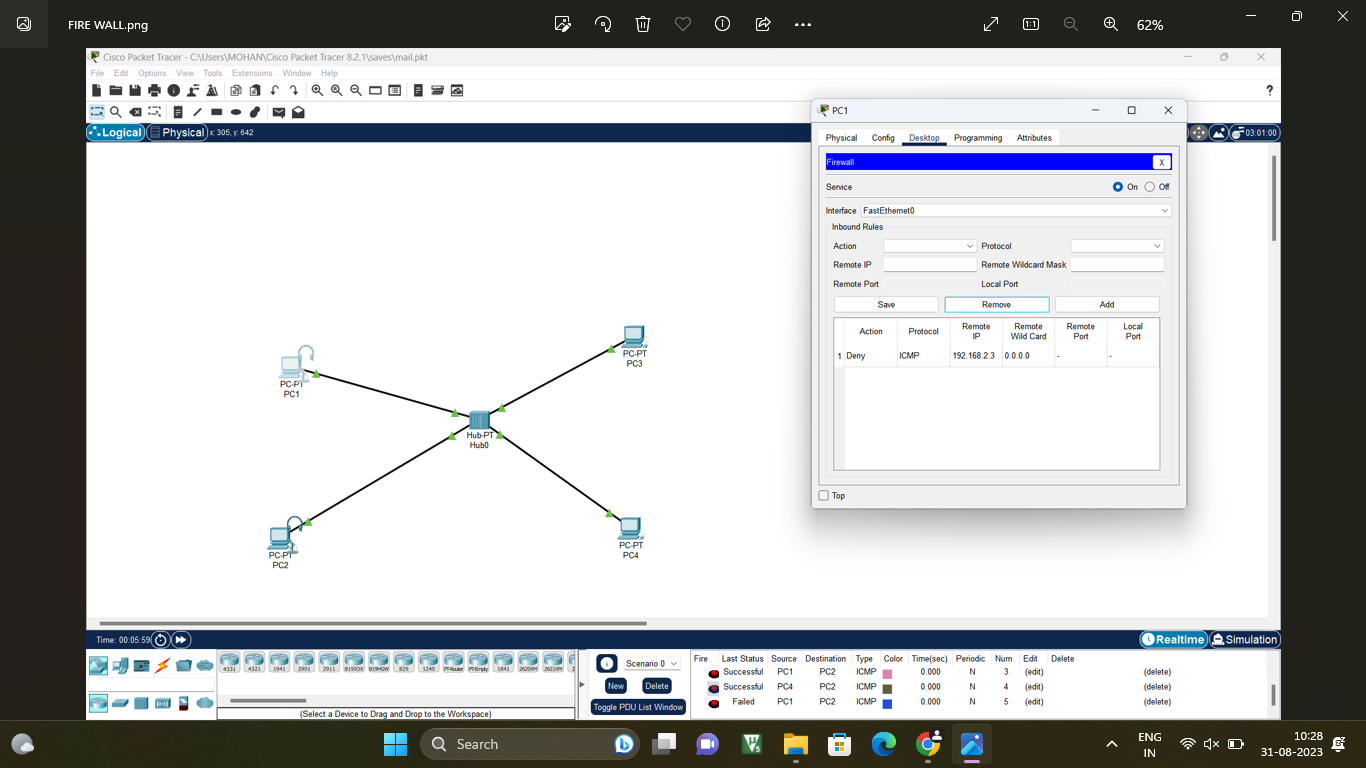 FIRE WALL.png
62%
Cisco Packet Tracer - C:\Users\MOHAN\Cisco Packet Tracer 8.2.1\saves\mail.pkt
File Edit Options View Tools Extensions Window Help
?
Logical Physical x: 305, y: 642
03:01:00
PC1
Physical Config Desktop Programming Attributes
Firewall X
Service On Off
Interface FastEthernet0
Inbound Rules
Action Protocol
Remote IP Remote Wildcard Mask
Remote Port Local Port
Save Remove Add
Action Protocol Remote IP Remote Wild Card Remote Port Local Port
1 Deny ICMP 192.168.2.3 0.0.0.0 - -
Top
PC-PT
PC1
PC-PT
PC3
Hub-PT
Hub0
PC-PT
PC2
PC-PT
PC4
Time: 00:05:59
Realtime Simulation
4331 4321 1941 2901 2911 819IOX 819HGW 829 1240 PT-Router PT-Empty 1841 2620XM 2621XM
(Select a Device to Drag and Drop to the Workspace)
Scenario 0
New Delete
Toggle PDU List Window
Fire Last Status Source Destination Type Color Time(sec) Periodic Num Edit Delete
Successful PC1 PC2 ICMP 0.000 N 3 (edit) (delete)
Successful PC4 PC2 ICMP 0.000 N 4 (edit) (delete)
Failed PC1 PC2 ICMP 0.000 N 5 (edit) (delete)
Search
ENG
IN
10:28
31-08-2023